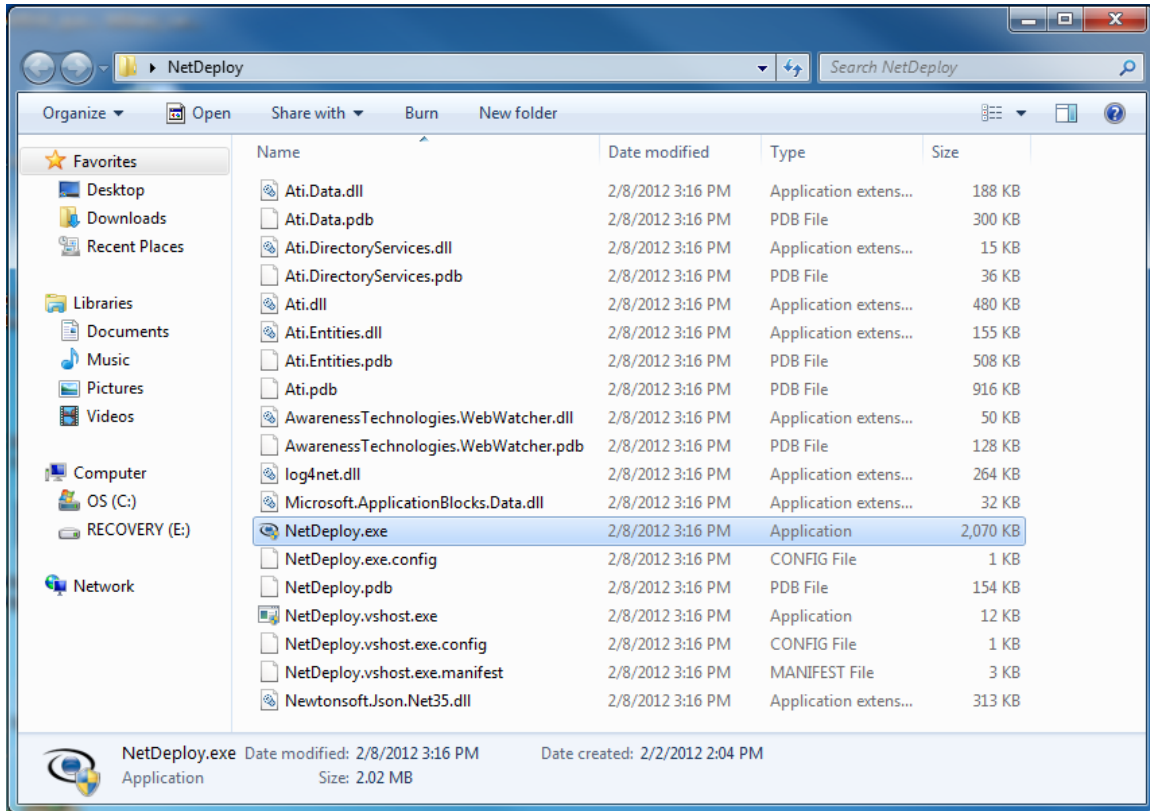 NetDeploy
Search NetDeploy
Organize Open Share with Burn New folder
Name Date modified Type Size
Favorites
Desktop
Downloads
Recent Places
Libraries
Documents
Music
Pictures
Videos
Computer
OS (C:)
RECOVERY (E:)
Network
Ati.Data.dll 2/8/2012 3:16 PM Application extens... 188 KB
Ati.Data.pdb 2/8/2012 3:16 PM PDB File 300 KB
Ati.DirectoryServices.dll 2/8/2012 3:16 PM Application extens... 15 KB
Ati.DirectoryServices.pdb 2/8/2012 3:16 PM PDB File 36 KB
Ati.dll 2/8/2012 3:16 PM Application extens... 480 KB
Ati.Entities.dll 2/8/2012 3:16 PM Application extens... 155 KB
Ati.Entities.pdb 2/8/2012 3:16 PM PDB File 508 KB
Ati.pdb 2/8/2012 3:16 PM PDB File 916 KB
AwarenessTechnologies.WebWatcher.dll 2/8/2012 3:16 PM Application extens... 50 KB
AwarenessTechnologies.WebWatcher.pdb 2/8/2012 3:16 PM PDB File 128 KB
log4net.dll 2/8/2012 3:16 PM Application extens... 264 KB
Microsoft.ApplicationBlocks.Data.dll 2/8/2012 3:16 PM Application extens... 32 KB
NetDeploy.exe 2/8/2012 3:16 PM Application 2,070 KB
NetDeploy.exe.config 2/8/2012 3:16 PM CONFIG File 1 KB
NetDeploy.pdb 2/8/2012 3:16 PM PDB File 154 KB
NetDeploy.vshost.exe 2/8/2012 3:16 PM Application 12 KB
NetDeploy.vshost.exe.config 2/8/2012 3:16 PM CONFIG File 1 KB
NetDeploy.vshost.exe.manifest 2/8/2012 3:16 PM MANIFEST File 3 KB
Newtonsoft.Json.Net35.dll 2/8/2012 3:16 PM Application extens... 313 KB
NetDeploy.exe Date modified: 2/8/2012 3:16 PM Date created: 2/2/2012 2:04 PM
Application Size: 2.02 MB